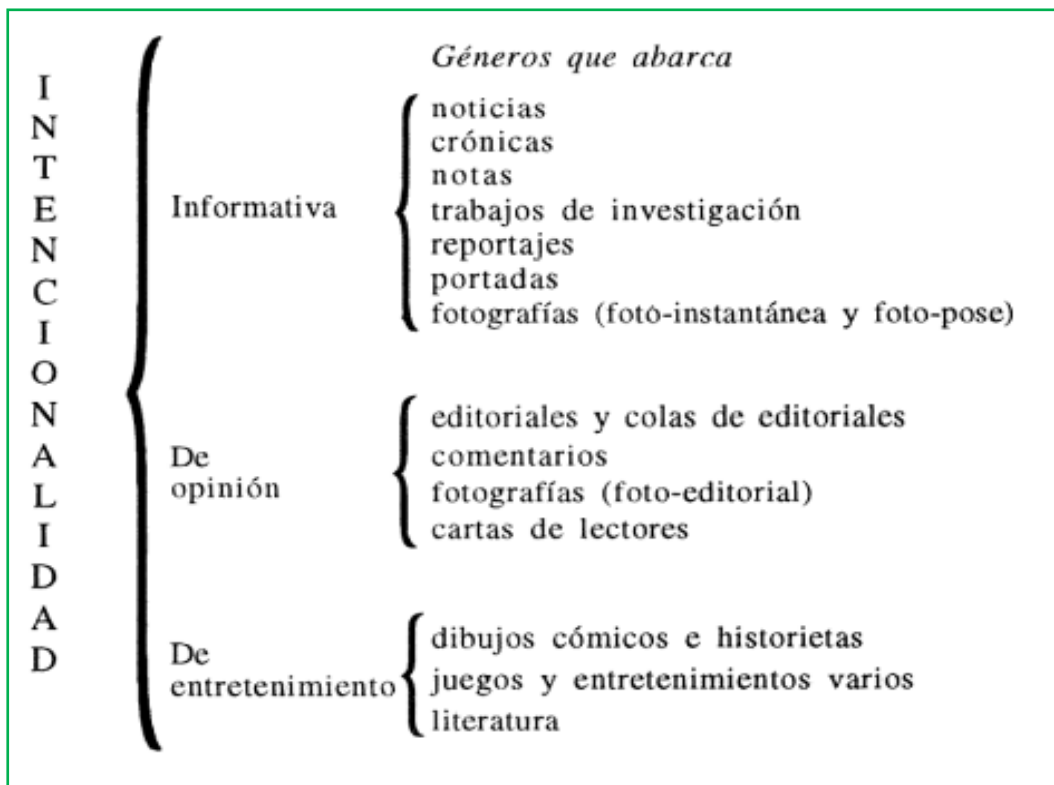 INTENCIONALIDAD
Géneros que abarca
Informativa
noticias
crónicas
notas
trabajos de investigación
reportajes
portadas
fotografías (foto-instantánea y foto-pose)
De
opinión
editoriales y colas de editoriales
comentarios
fotografías (foto-editorial)
cartas de lectores
De
entretenimiento
dibujos cómicos e historietas
juegos y entretenimientos varios
literatura